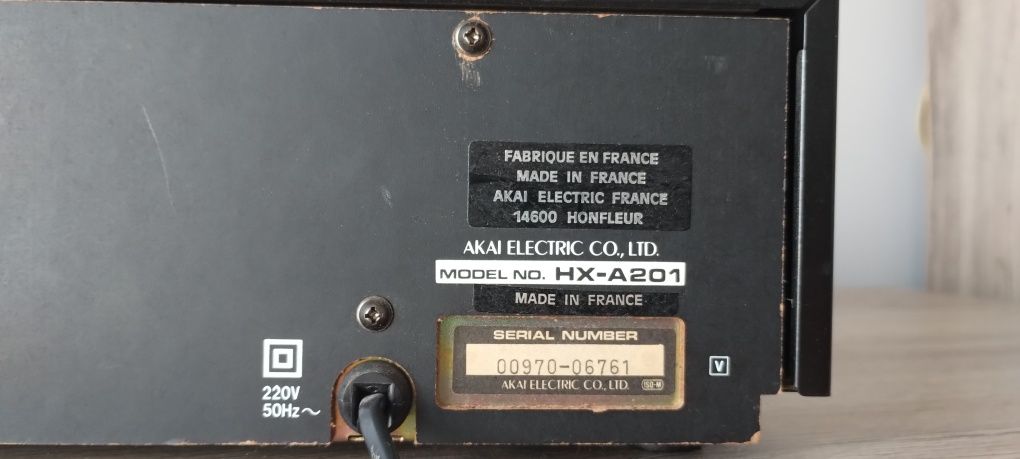 FABRIQUE EN FRANCE
MADE IN FRANCE
AKAI ELECTRIC FRANCE
14600 HONFLEUR
AKAI ELECTRIC CO., LTD.
MODEL NO. HX-A201
MADE IN FRANCE
SERIAL NUMBER
00970-06761
AKAI ELECTRIC CO., LTD. ISO-M
V
220V
50Hz～